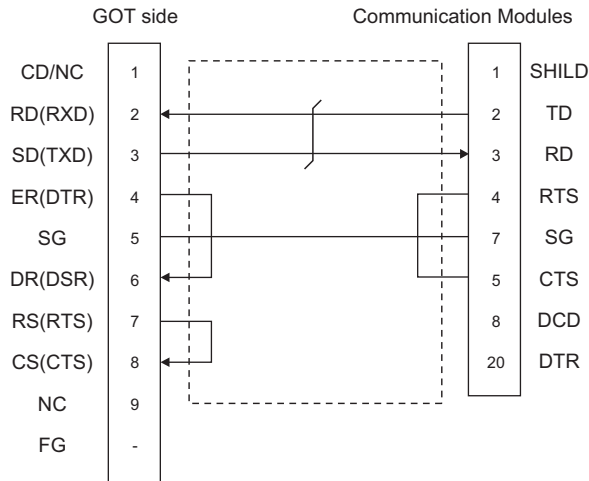 GOT side Communication Modules
CD/NC 1 1 SHILD
RD(RXD) 2 2 TD
SD(TXD) 3 3 RD
ER(DTR) 4 4 RTS
SG 5 7 SG
DR(DSR) 6 5 CTS
RS(RTS) 7 8 DCD
CS(CTS) 8 20 DTR
NC 9
FG -